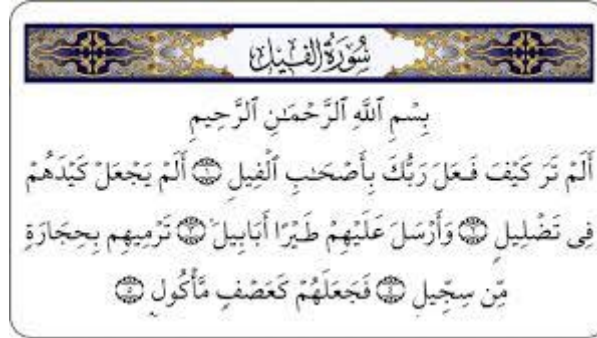 سُورَةُ الفِيلِ
بِسْمِ ٱللَّهِ ٱلرَّحْمَٰنِ ٱلرَّحِيمِ
أَلَمْ تَرَ كَيْفَ فَعَلَ رَبُّكَ بِأَصْحَٰبِ ٱلْفِيلِ ۝١ أَلَمْ يَجْعَلْ كَيْدَهُمْ
فِى تَضْلِيلٍ ۝٢ وَأَرْسَلَ عَلَيْهِمْ طَيْرًا أَبَابِيلَ ۝٣ تَرْمِيهِم بِحِجَارَةٍ
مِّن سِجِّيلٍ ۝٤ فَجَعَلَهُمْ كَعَصْفٍ مَّأْكُولٍۭ ۝٥